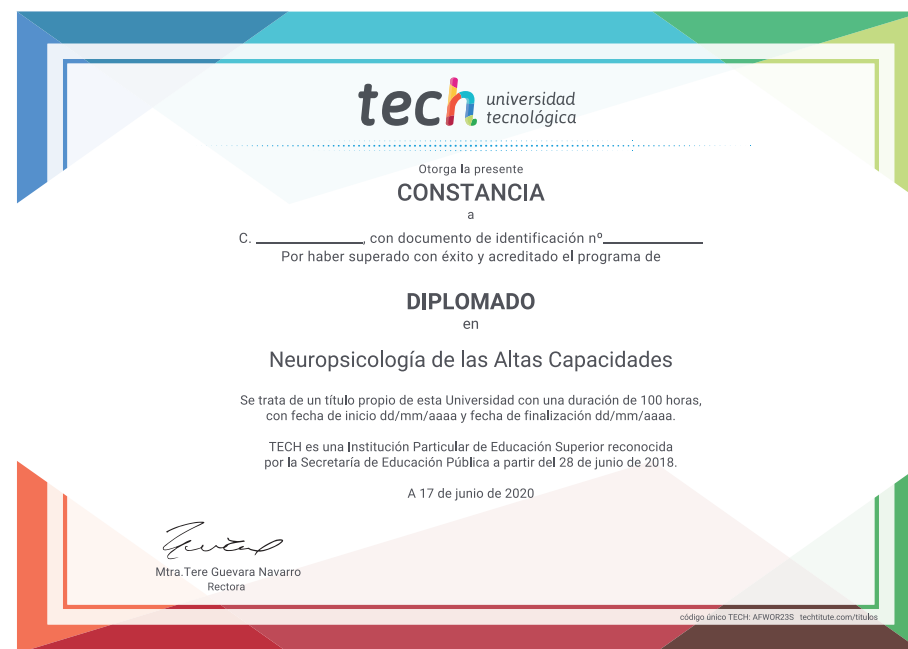 tech universidad
tecnológica
Otorga la presente
CONSTANCIA
a
C. ______________, con documento de identificación nº_____________
Por haber superado con éxito y acreditado el programa de
DIPLOMADO
en
Neuropsicología de las Altas Capacidades
Se trata de un título propio de esta Universidad con una duración de 100 horas,
con fecha de inicio dd/mm/aaaa y fecha de finalización dd/mm/aaaa.
TECH es una Institución Particular de Educación Superior reconocida
por la Secretaría de Educación Pública a partir del 28 de junio de 2018.
A 17 de junio de 2020
Mtra.Tere Guevara Navarro
Rectora
código único TECH: AFWOR23S techtitute.com/titulos